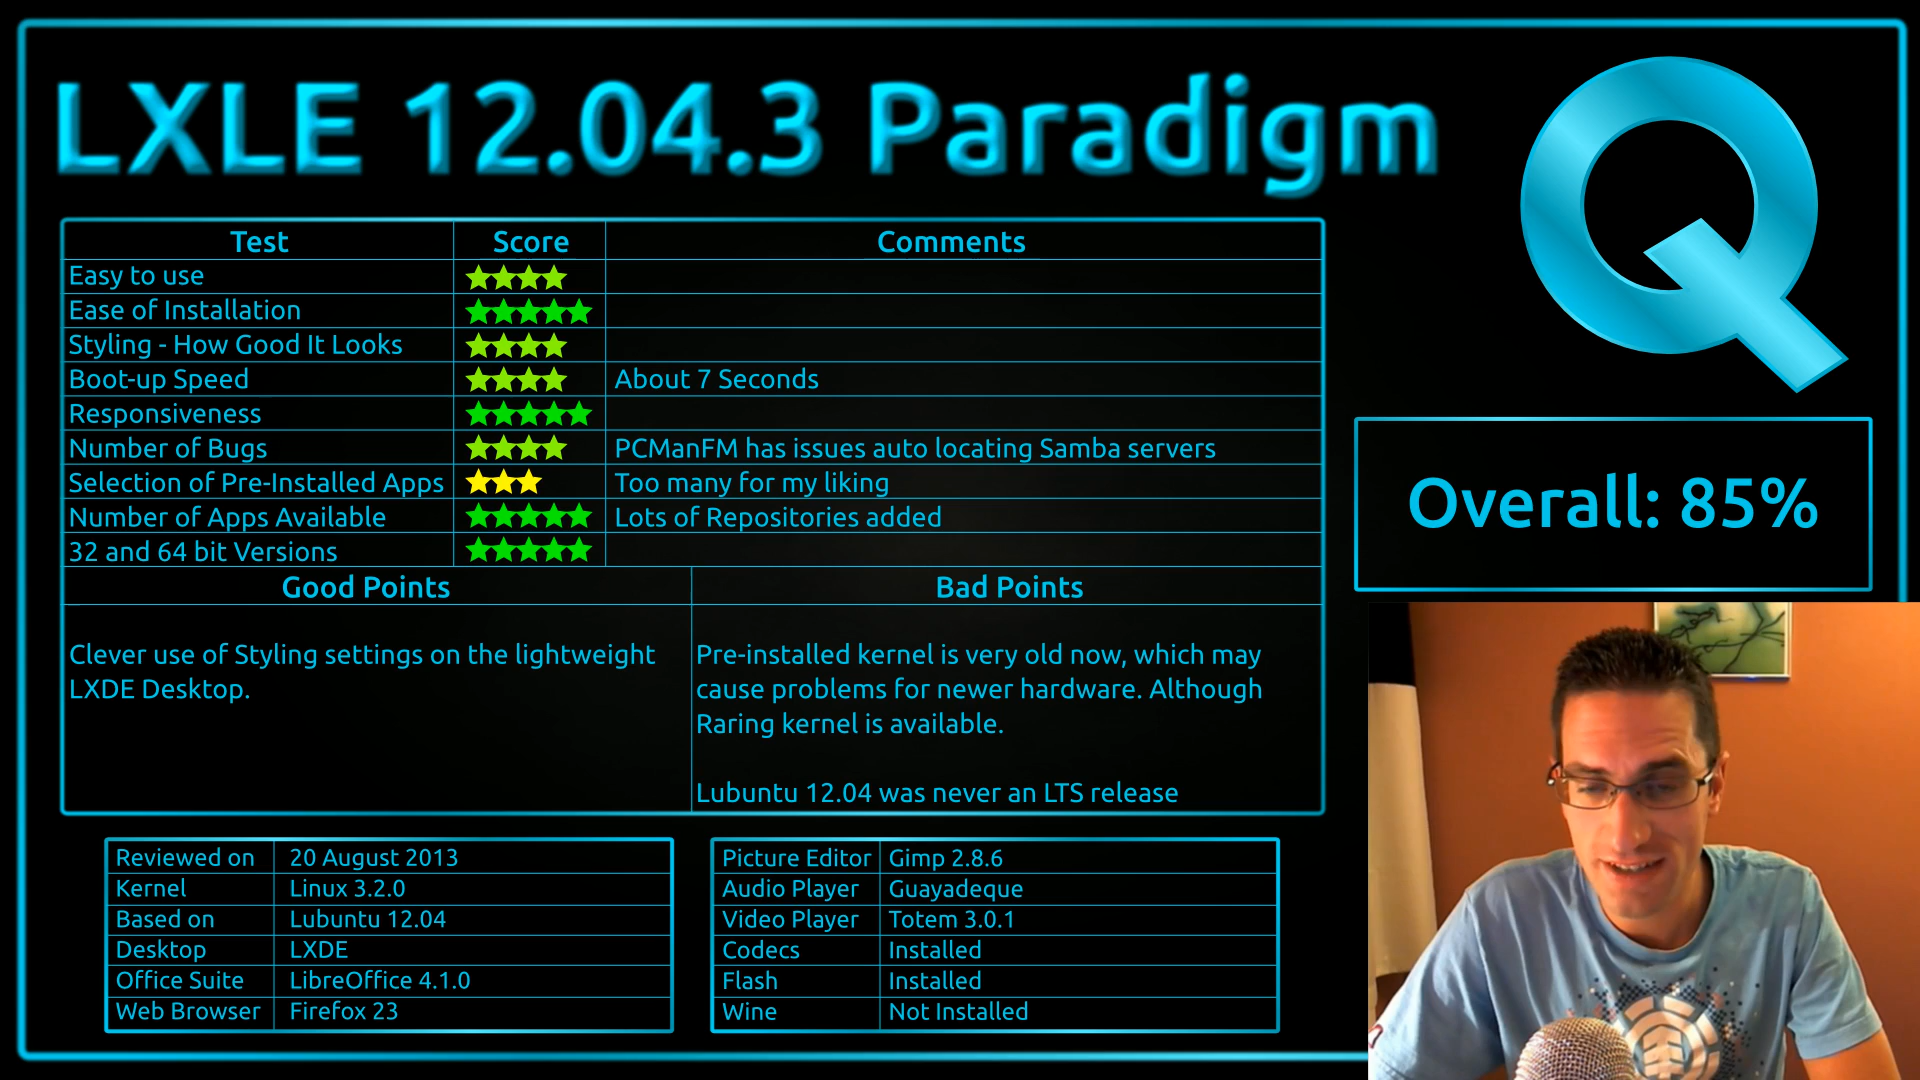 LXLE 12.04.3 Paradigm
Q
Test Score Comments
Easy to use
Ease of Installation
Styling - How Good It Looks
Boot-up Speed About 7 Seconds
Responsiveness
Number of Bugs PCManFM has issues auto locating Samba servers
Selection of Pre-Installed Apps Too many for my liking
Number of Apps Available Lots of Repositories added
32 and 64 bit Versions
Overall: 85%
Good Points
Clever use of Styling settings on the lightweight
LXDE Desktop.
Bad Points
Pre-installed kernel is very old now, which may
cause problems for newer hardware. Although
Raring kernel is available.
Lubuntu 12.04 was never an LTS release
Reviewed on 20 August 2013
Kernel Linux 3.2.0
Based on Lubuntu 12.04
Desktop LXDE
Office Suite LibreOffice 4.1.0
Web Browser Firefox 23
Picture Editor Gimp 2.8.6
Audio Player Guayadeque
Video Player Totem 3.0.1
Codecs Installed
Flash Installed
Wine Not Installed